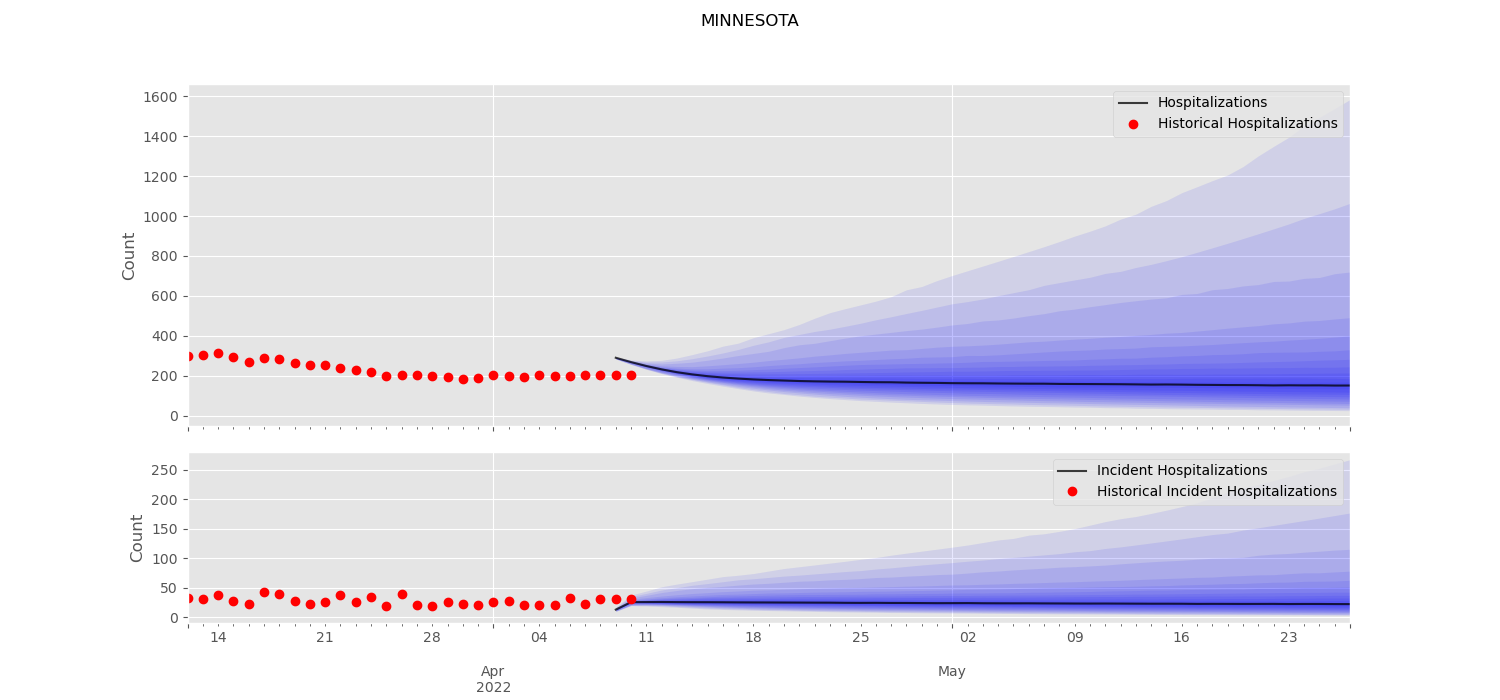 MINNESOTA
1600
1400
1200
1000
800
600
400
200
0
Count
Hospitalizations
Historical Hospitalizations
250
200
150
100
50
0
Count
Incident Hospitalizations
Historical Incident Hospitalizations
14 21 28 04 11 18 25 02 09 16 23
Apr May
2022